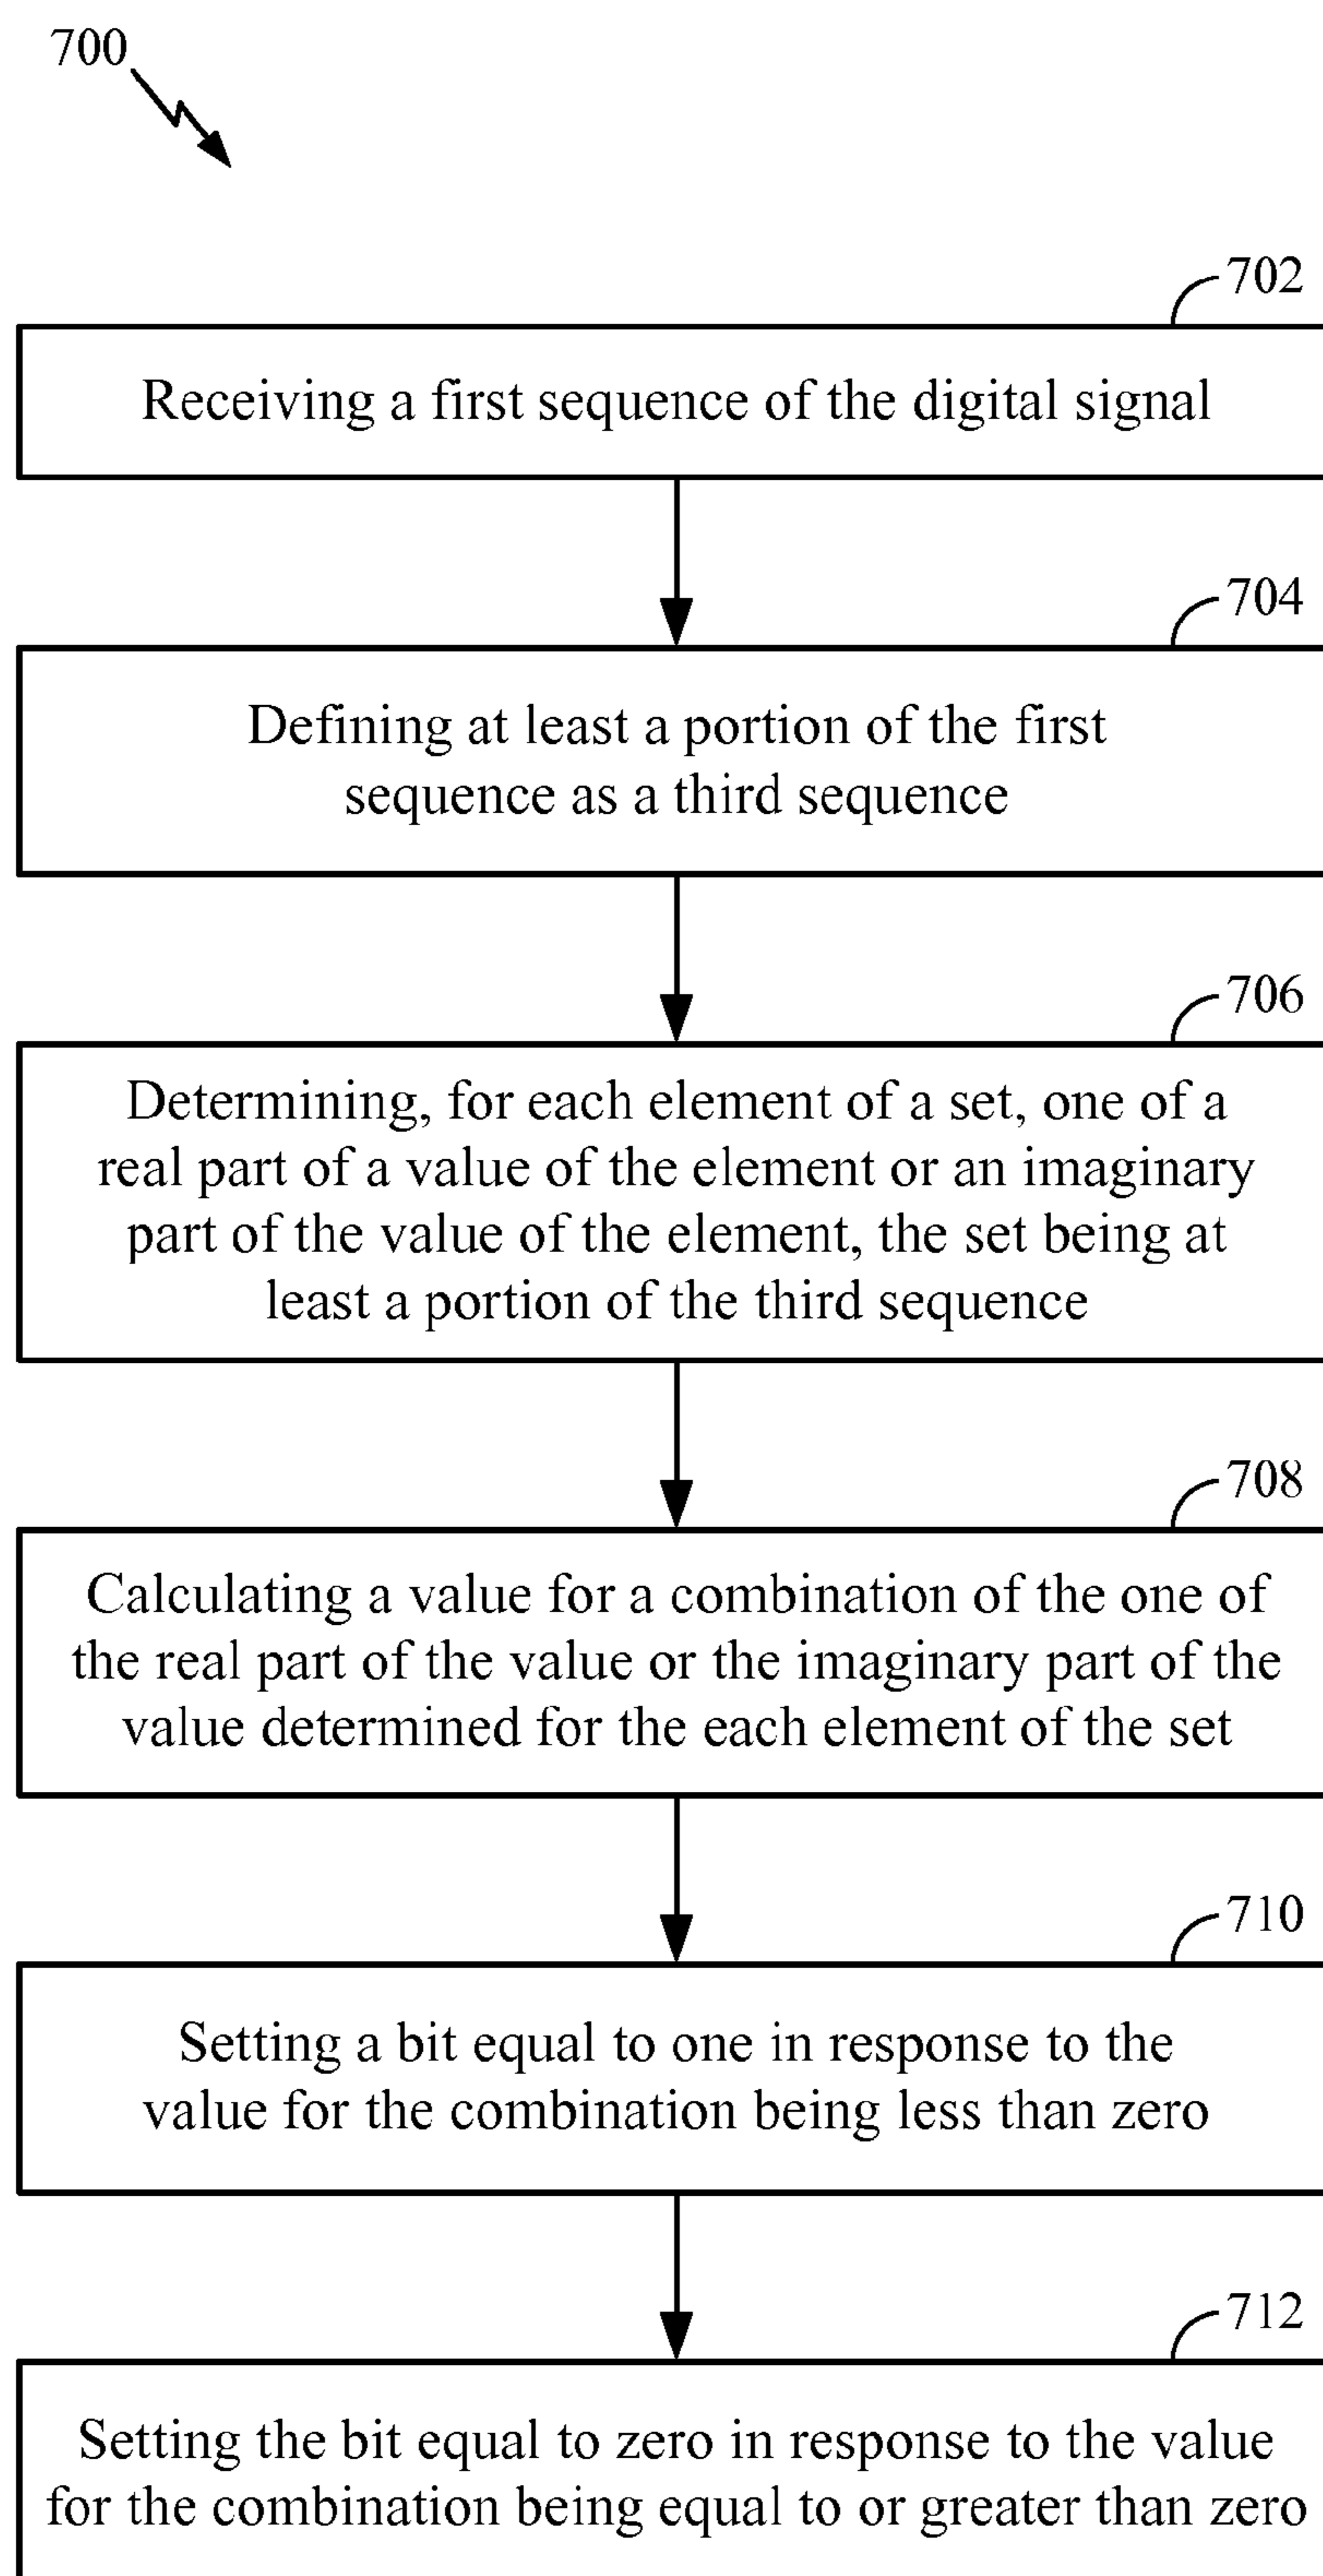 700
702
Receiving a first sequence of the digital signal
704
Defining at least a portion of the first
sequence as a third sequence
706
Determining, for each element of a set, one of a
real part of a value of the element or an imaginary
part of the value of the element, the set being at
least a portion of the third sequence
708
Calculating a value for a combination of the one of
the real part of the value or the imaginary part of the
value determined for the each element of the set
710
Setting a bit equal to one in response to the
value for the combination being less than zero
712
Setting the bit equal to zero in response to the value
for the combination being equal to or greater than zero